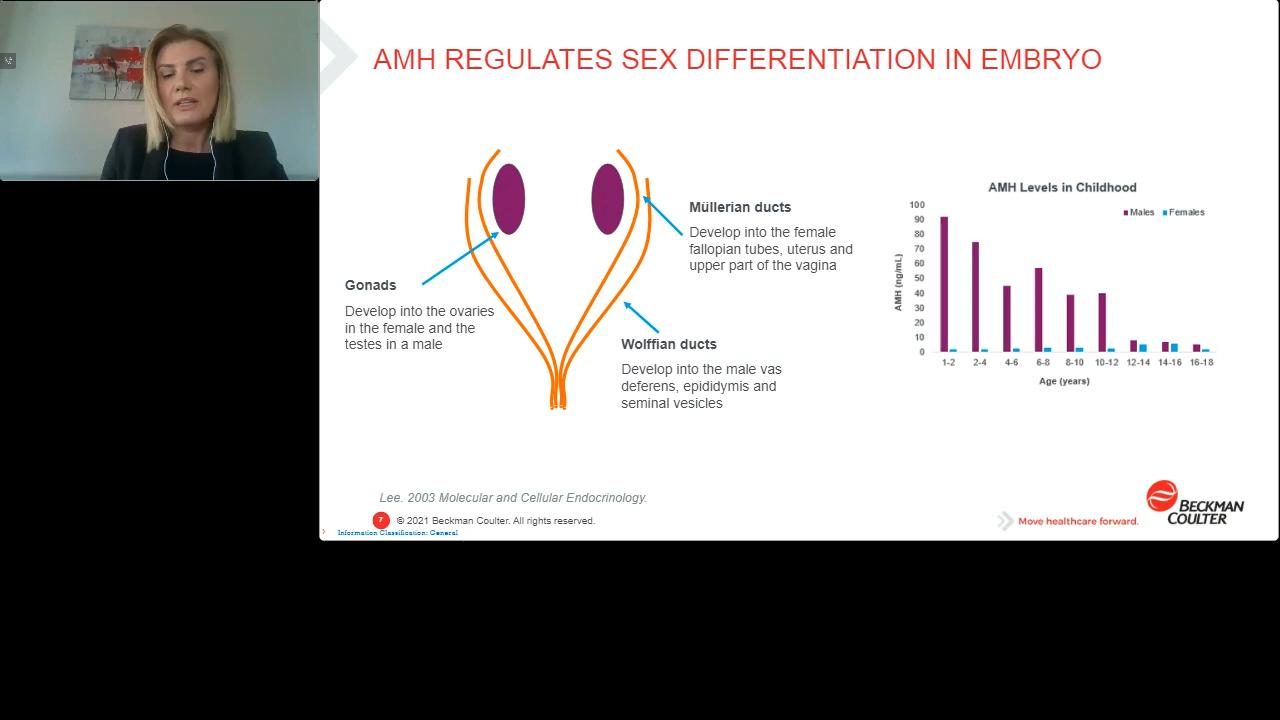 AMH REGULATES SEX DIFFERENTIATION IN EMBRYO
Müllerian ducts
Develop into the female
fallopian tubes, uterus and
upper part of the vagina
Gonads
Develop into the ovaries
in the female and the
testes in a male
Wolffian ducts
Develop into the male vas
deferens, epididymis and
seminal vesicles
AMH Levels in Childhood
Males Females
AMH (ng/mL)
100
90
80
70
60
50
40
30
20
10
0
1-2 2-4 4-6 6-8 8-10 10-12 12-14 14-16 16-18
Age (years)
Lee. 2003 Molecular and Cellular Endocrinology.
7 © 2021 Beckman Coulter. All rights reserved.
Information Classification: General
Move healthcare forward.
BECKMAN
COULTER